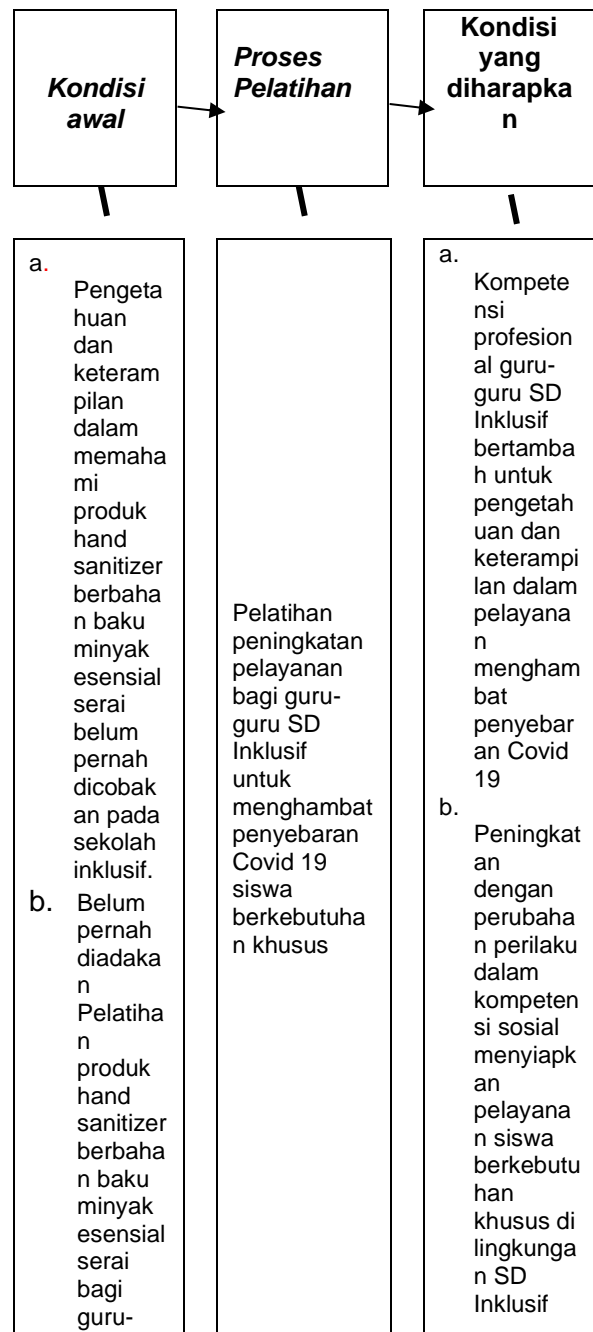 Kondisi
awal
Proses
Pelatihan
Kondisi
yang
diharapka
n
a.
Pengeta
huan
dan
keteram
pilan
dalam
memaha
mi
produk
hand
sanitizer
berbaha
n baku
minyak
esensial
serai
belum
pernah
dicobak
an pada
sekolah
inklusif.
b. Belum
pernah
diadaka
n
Pelatiha
n
produk
hand
sanitizer
berbaha
n baku
minyak
esensial
serai
bagi
guru-
Pelatihan
peningkatan
pelayanan
bagi guru-
guru SD
Inklusif
untuk
menghambat
penyebaran
Covid 19
siswa
berkebutuha
n khusus
a.
Kompete
nsi
profesion
al guru-
guru SD
Inklusif
bertamba
h untuk
pengetah
uan dan
keterampi
lan dalam
pelayana
n
mengham
bat
penyebar
an Covid
19
b.
Peningkat
an
dengan
perubaha
n perilaku
dalam
kompeten
si sosial
menyiapk
an
pelayana
n siswa
berkebutu
han
khusus di
lingkunga
n SD
Inklusif